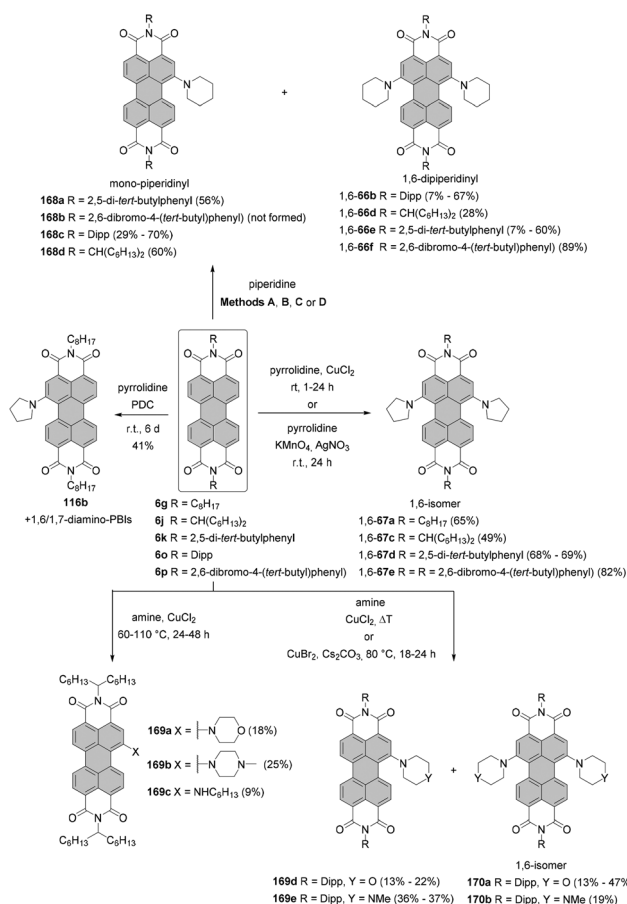 R
O N O
N
O N O
R
mono-piperidinyl
168a R = 2,5-di-tert-butylphenyl (56%)
168b R = 2,6-dibromo-4-(tert-butyl)phenyl) (not formed)
168c R = Dipp (29% - 70%)
168d R = CH(C6H13)2 (60%)
+
R
O N O
N N
O N O
R
1,6-dipiperidinyl
1,6-66b R = Dipp (7% - 67%)
1,6-66d R = CH(C6H13)2 (28%)
1,6-66e R = 2,5-di-tert-butylphenyl (7% - 60%)
1,6-66f R = 2,6-dibromo-4-(tert-butyl)phenyl (89%)
piperidine
Methods A, B, C or D
C8H17
O N O
N
O N O
C8H17
116b
+1,6/1,7-diamino-PBIs
pyrrolidine
PDC
r.t., 6 d
41%
R
O N O
O N O
R
6g R = C8H17
6j R = CH(C6H13)2
6k R = 2,5-di-tert-butylphenyl
6o R = Dipp
6p R = 2,6-dibromo-4-(tert-butyl)phenyl)
pyrrolidine, CuCl2
rt, 1-24 h
or
pyrrolidine
KMnO4, AgNO3
r.t., 24 h
R
O N O
N N
O N O
R
1,6-isomer
1,6-67a R = C8H17 (65%)
1,6-67c R = CH(C6H13)2 (49%)
1,6-67d R = 2,5-di-tert-butylphenyl (68% - 69%)
1,6-67e R = R = 2,6-dibromo-4-(tert-butyl)phenyl (82%)
amine, CuCl2
60-110 °C, 24-48 h
amine
CuCl2, ΔT
or
CuBr2, Cs2CO3, 80 °C, 18-24 h
C6H13 C6H13
O N O
X
O N O
C6H13 C6H13
169a X = N O (18%)
169b X = N N (25%)
169c X = NHC6H13 (9%)
R
O N O
N
Y
O N O
R
169d R = Dipp, Y = O (13% - 22%)
169e R = Dipp, Y = NMe (36% - 37%)
+
R
O N O
N N
Y Y
O N O
R
1,6-isomer
170a R = Dipp, Y = O (13% - 47%
170b R = Dipp, Y = NMe (19%)